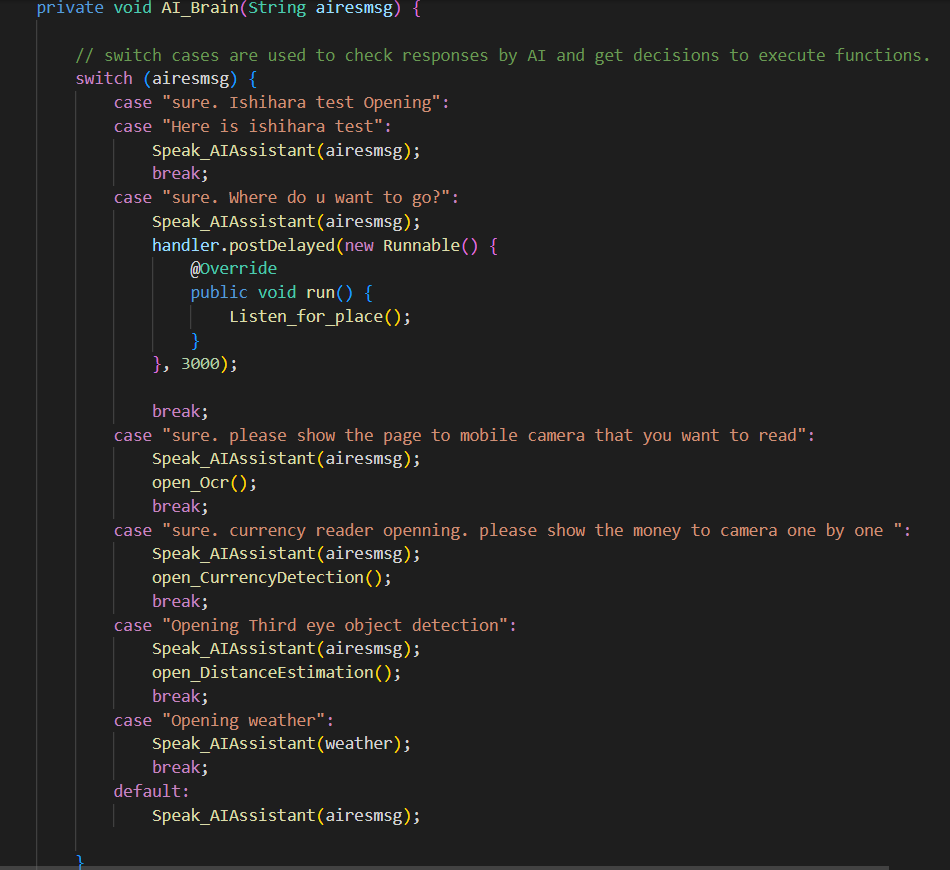 private void AI_Brain(String airesmsg) {
// switch cases are used to check responses by AI and get decisions to execute functions.
switch (airesmsg) {
case "sure. Ishihara test Opening":
case "Here is ishihara test":
Speak_AIAssistant(airesmsg);
break;
case "sure. Where do u want to go?":
Speak_AIAssistant(airesmsg);
handler.postDelayed(new Runnable() {
@Override
public void run() {
Listen_for_place();
}
}, 3000);
break;
case "sure. please show the page to mobile camera that you want to read":
Speak_AIAssistant(airesmsg);
open_Ocr();
break;
case "sure. currency reader openning. please show the money to camera one by one ":
Speak_AIAssistant(airesmsg);
open_CurrencyDetection();
break;
case "Opening Third eye object detection":
Speak_AIAssistant(airesmsg);
open_DistanceEstimation();
break;
case "Opening weather":
Speak_AIAssistant(weather);
break;
default:
Speak_AIAssistant(airesmsg);
}